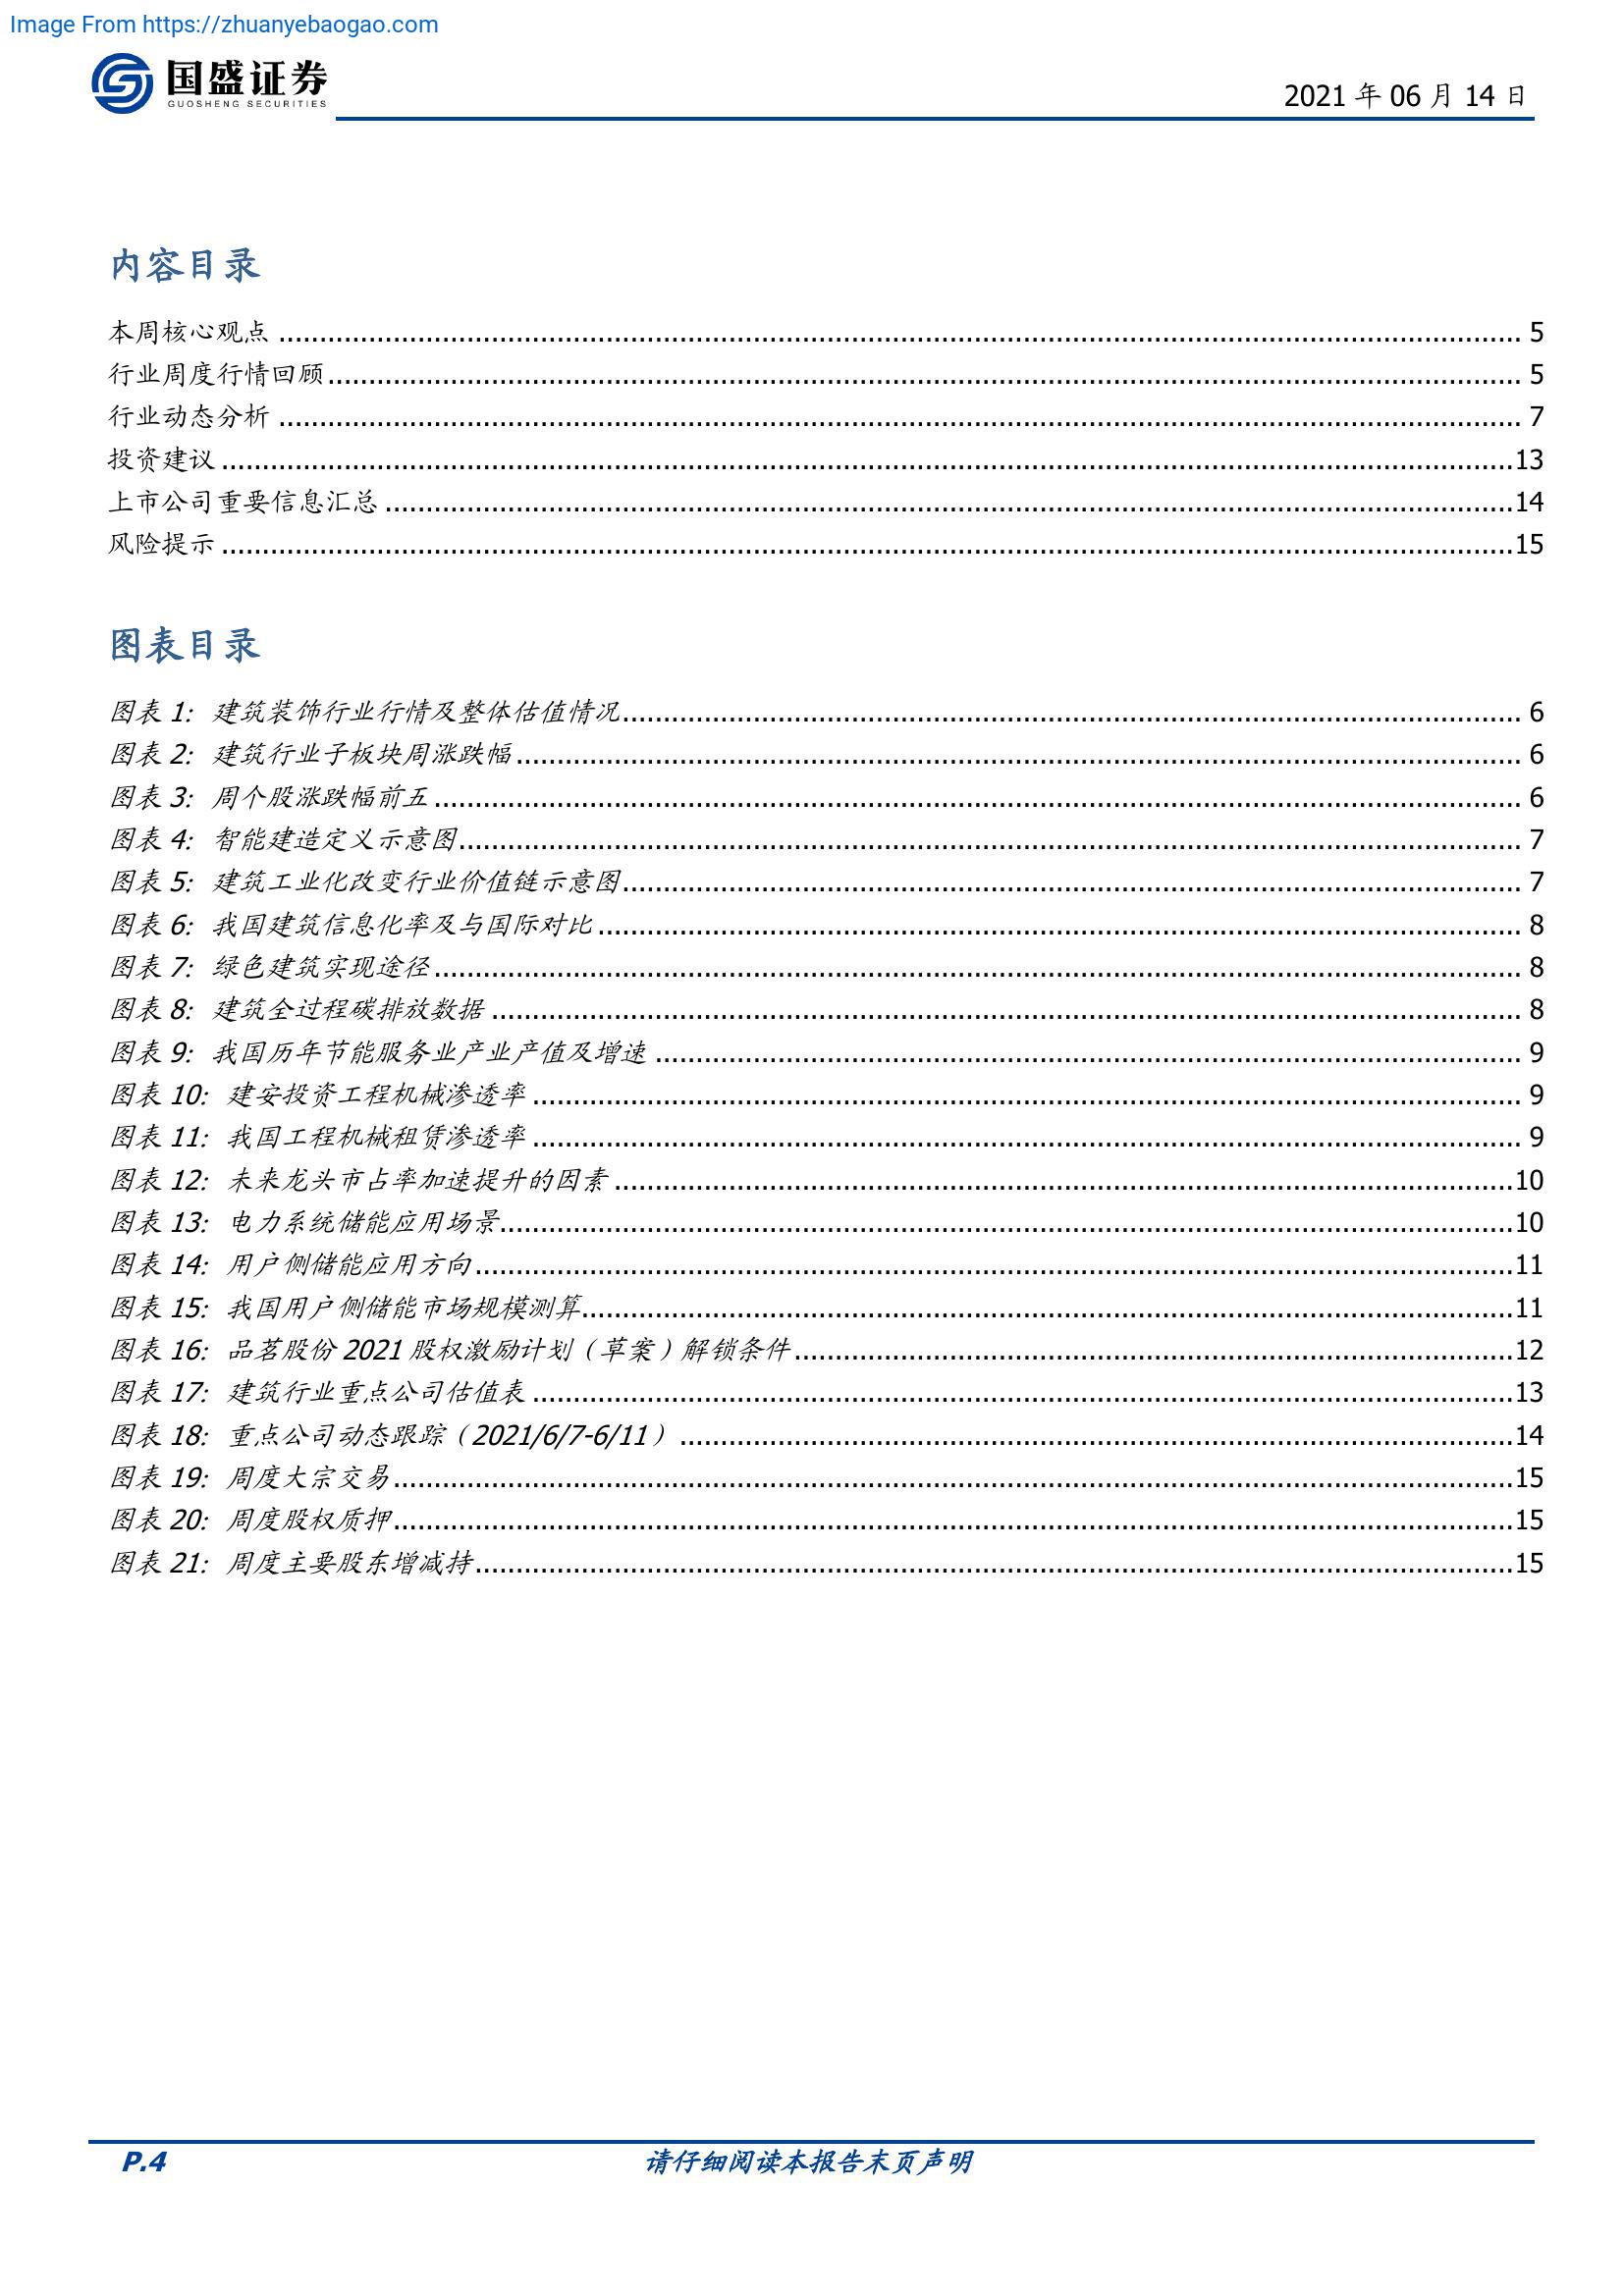 Image From https://zhuanyebaogao.com
国盛证券
GUOSHENG SECURITIES
2021 年 06 月 14 日
内容目录
本周核心观点 ........ 5
行业周度行情回顾 ........ 5
行业动态分析 ........ 7
投资建议 ........ 13
上市公司重要信息汇总 ........ 14
风险提示 ........ 15
图表目录
图表 1: 建筑装饰行业行情及整体估值情况 ........ 6
图表 2: 建筑行业子板块周涨跌幅 ........ 6
图表 3: 周个股涨跌幅前五 ........ 6
图表 4: 智能建造定义示意图 ........ 7
图表 5: 建筑工业化改变行业价值链示意图 ........ 7
图表 6: 我国建筑信息化率及与国际对比 ........ 8
图表 7: 绿色建筑实现途径 ........ 8
图表 8: 建筑全过程碳排放数据 ........ 8
图表 9: 我国历年节能服务业产业产值及增速 ........ 9
图表 10: 建安投资工程机械渗透率 ........ 9
图表 11: 我国工程机械租赁渗透率 ........ 9
图表 12: 未来龙头市占率加速提升的因素 ........ 10
图表 13: 电力系统储能应用场景 ........ 10
图表 14: 用户侧储能应用方向 ........ 11
图表 15: 我国用户侧储能市场规模测算 ........ 11
图表 16: 品茗股份 2021 股权激励计划（草案）解锁条件 ........ 12
图表 17: 建筑行业重点公司估值表 ........ 13
图表 18: 重点公司动态跟踪（2021/6/7-6/11） ........ 14
图表 19: 周度大宗交易 ........ 15
图表 20: 周度股权质押 ........ 15
图表 21: 周度主要股东增减持 ........ 15
P.4
请仔细阅读本报告末页声明